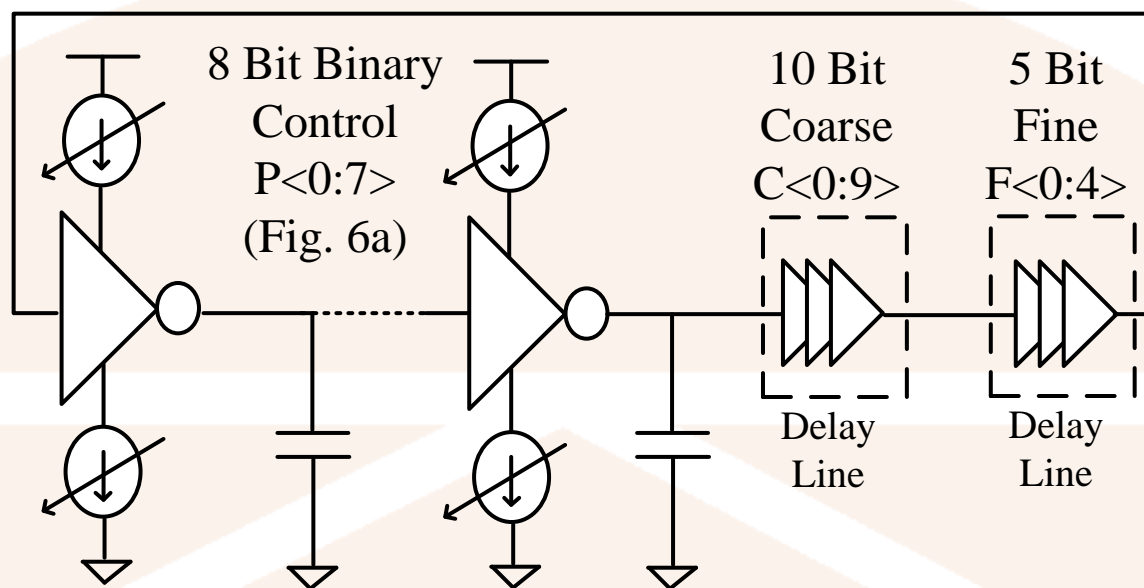 8 Bit Binary
Control
P<0:7>
(Fig. 6a)
10 Bit
Coarse
C<0:9>
Delay
Line
5 Bit
Fine
F<0:4>
Delay
Line